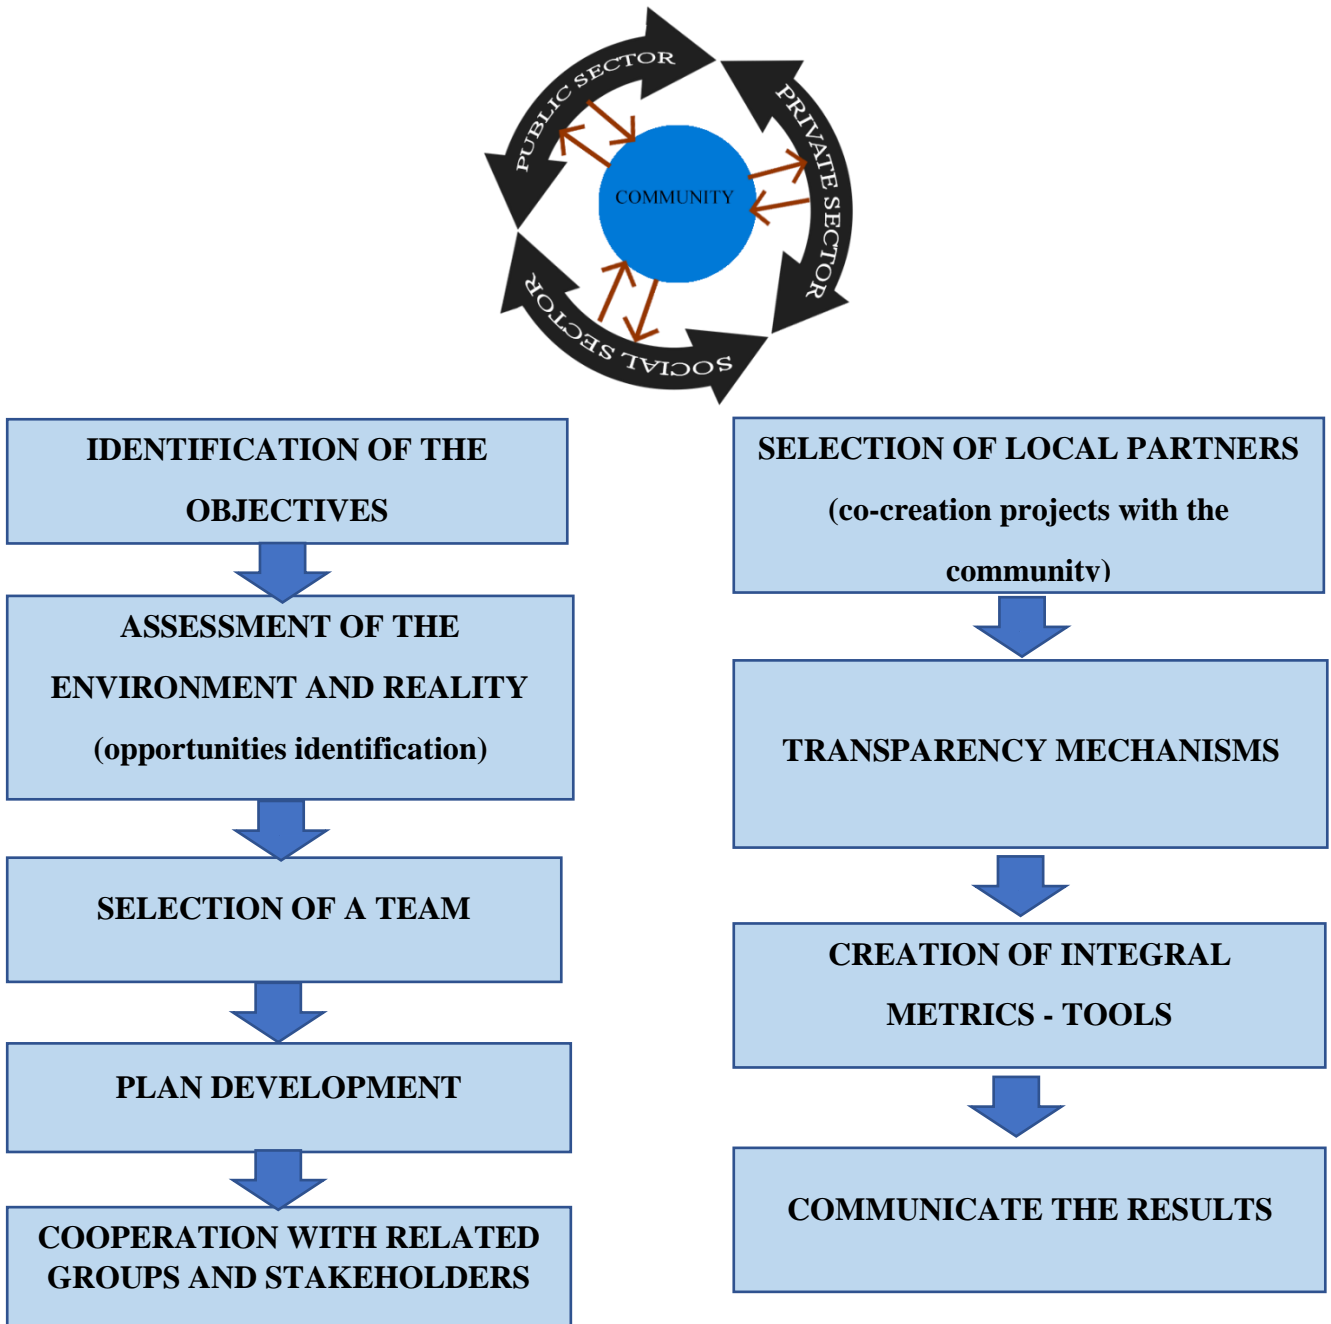 PUBLIC SECTOR
PRIVATE SECTOR
COMMUNITY
SOCIAL SECTOR
IDENTIFICATION OF THE
OBJECTIVES
ASSESSMENT OF THE
ENVIRONMENT AND REALITY
(opportunities identification)
SELECTION OF A TEAM
PLAN DEVELOPMENT
COOPERATION WITH RELATED
GROUPS AND STAKEHOLDERS
SELECTION OF LOCAL PARTNERS
(co-creation projects with the
community)
TRANSPARENCY MECHANISMS
CREATION OF INTEGRAL
METRICS - TOOLS
COMMUNICATE THE RESULTS